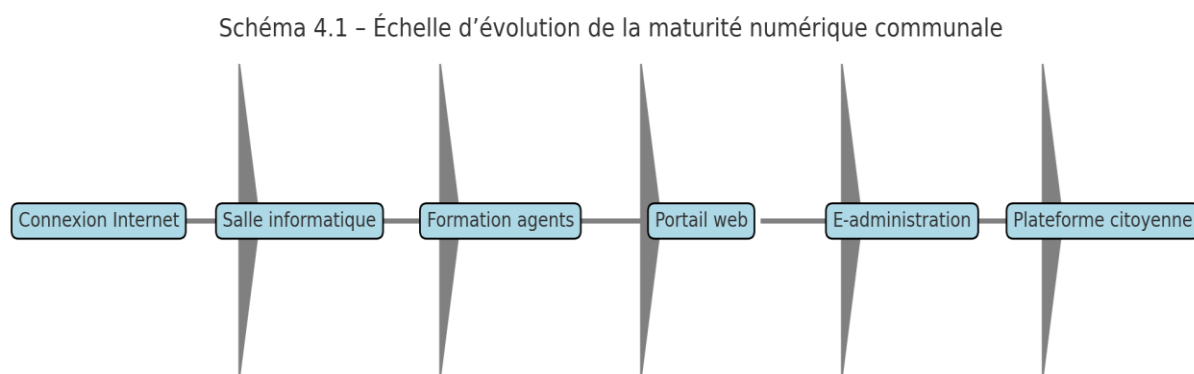 Schéma 4.1 – Échelle d’évolution de la maturité numérique communale
Connexion Internet
Salle informatique
Formation agents
Portail web
E-administration
Plateforme citoyenne